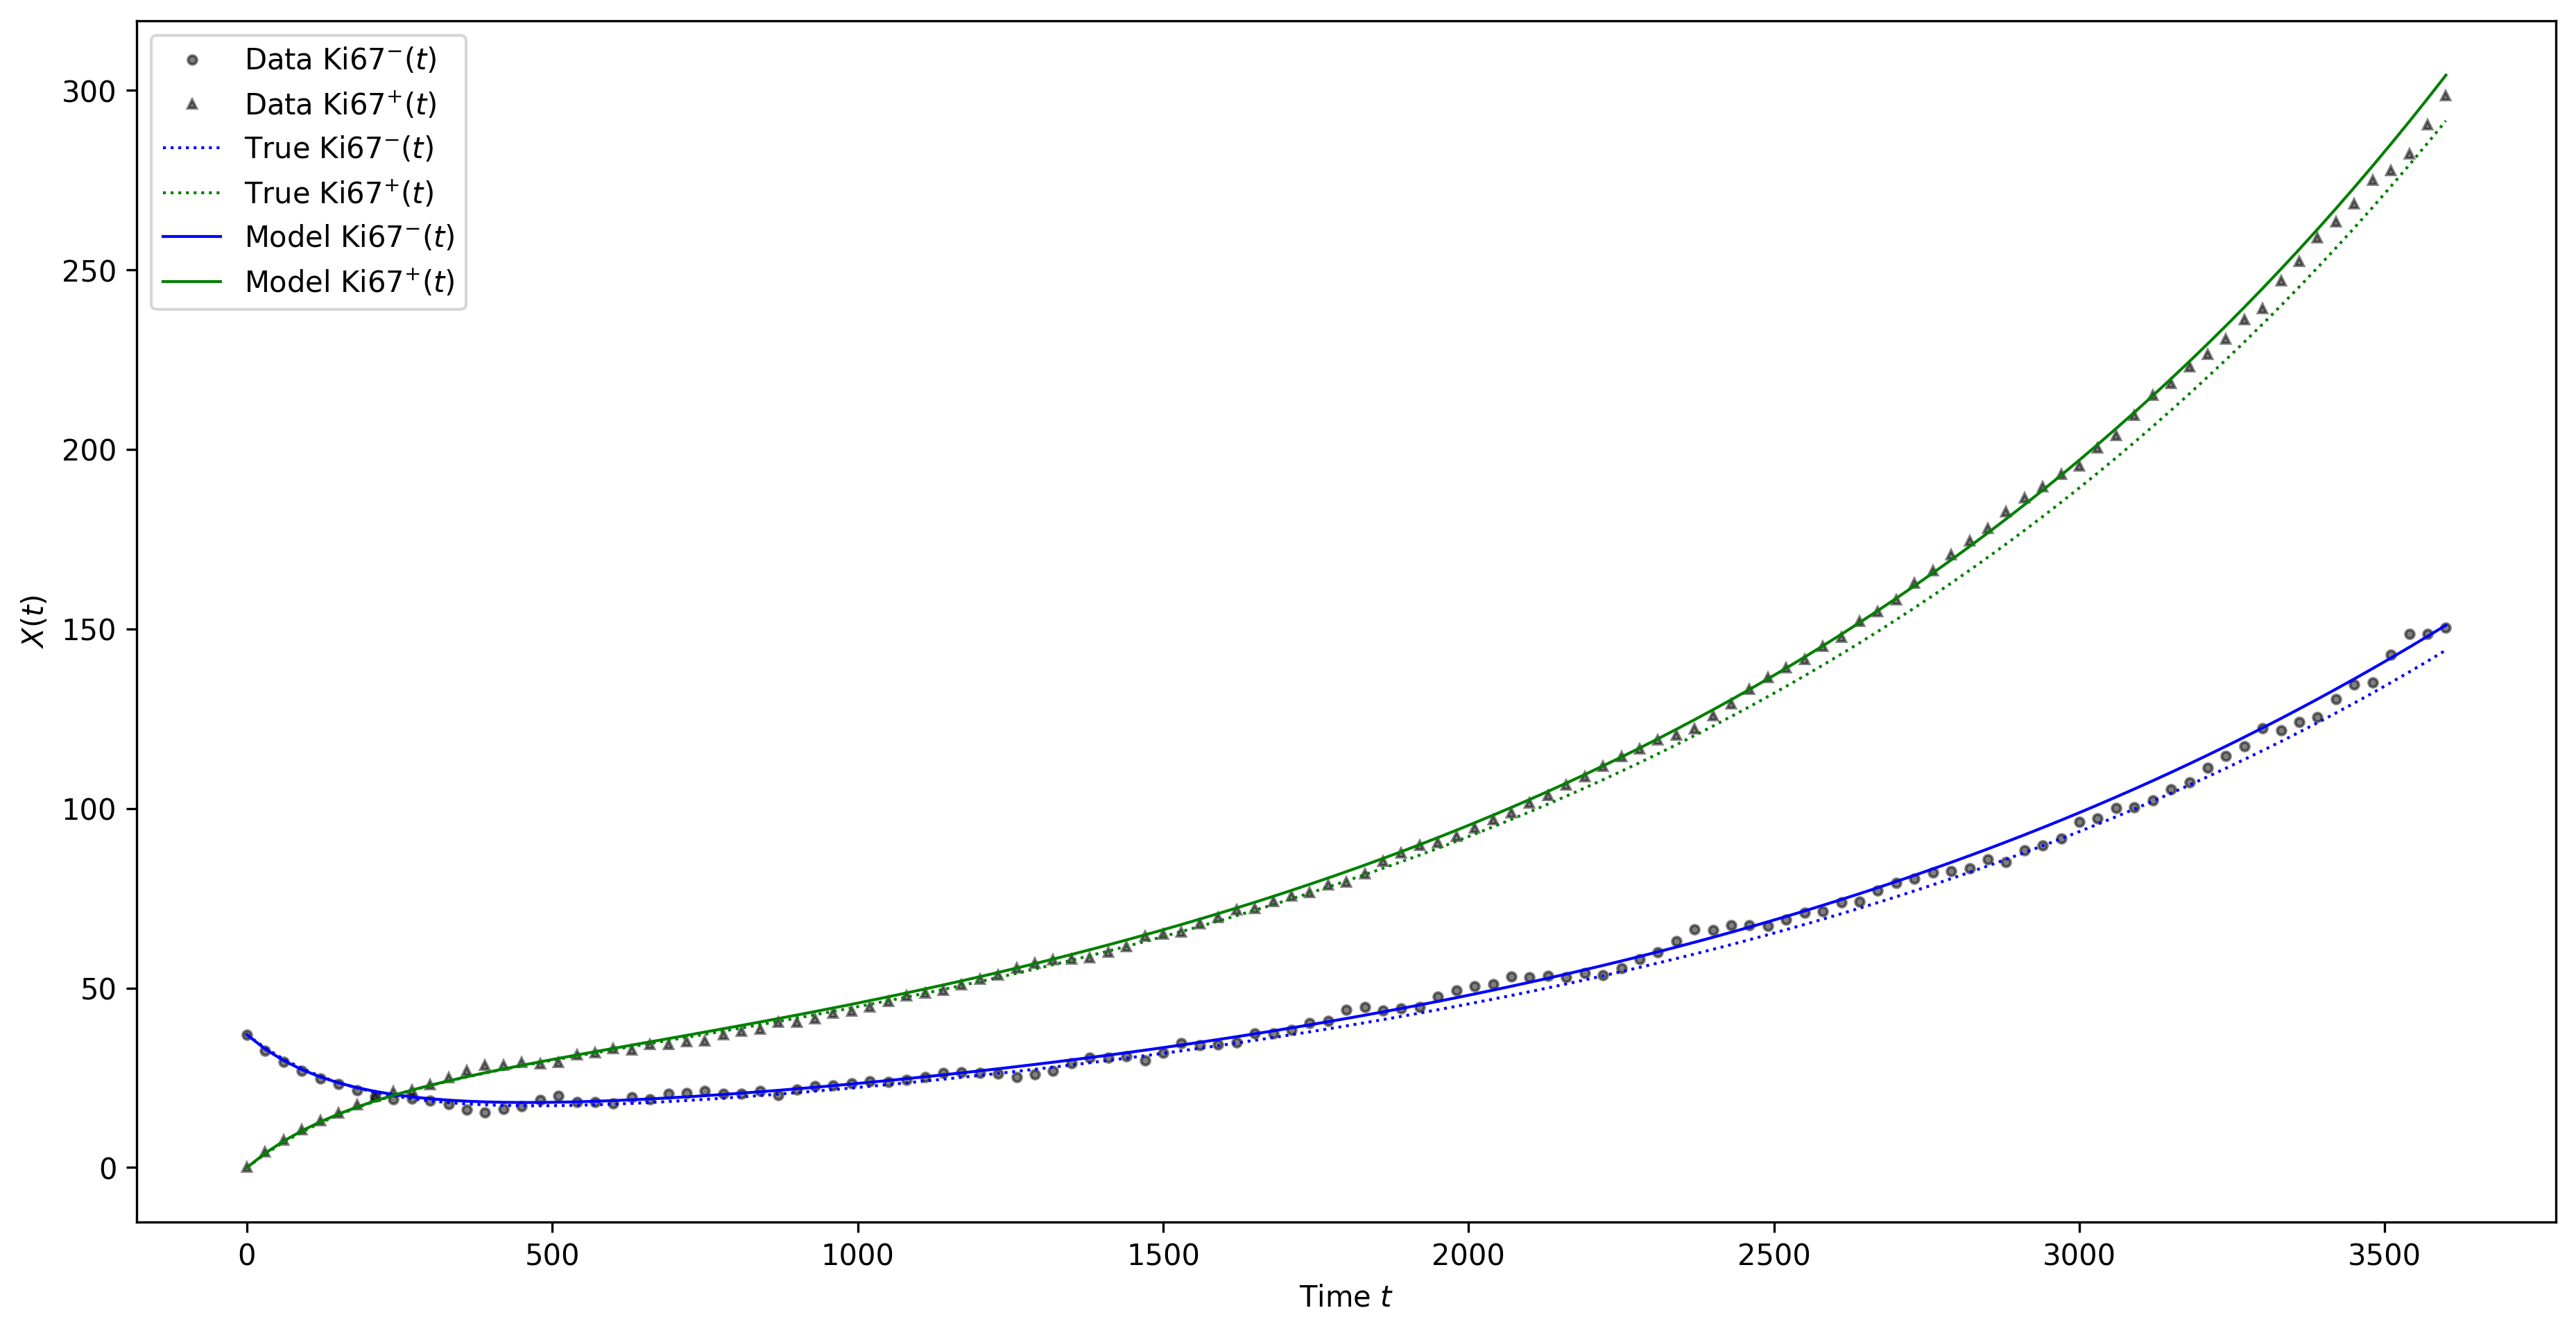 Data Ki67⁻(t)
Data Ki67⁺(t)
True Ki67⁻(t)
True Ki67⁺(t)
Model Ki67⁻(t)
Model Ki67⁺(t)
300
250
200
150
100
50
0
X(t)
0 500 1000 1500 2000 2500 3000 3500
Time t